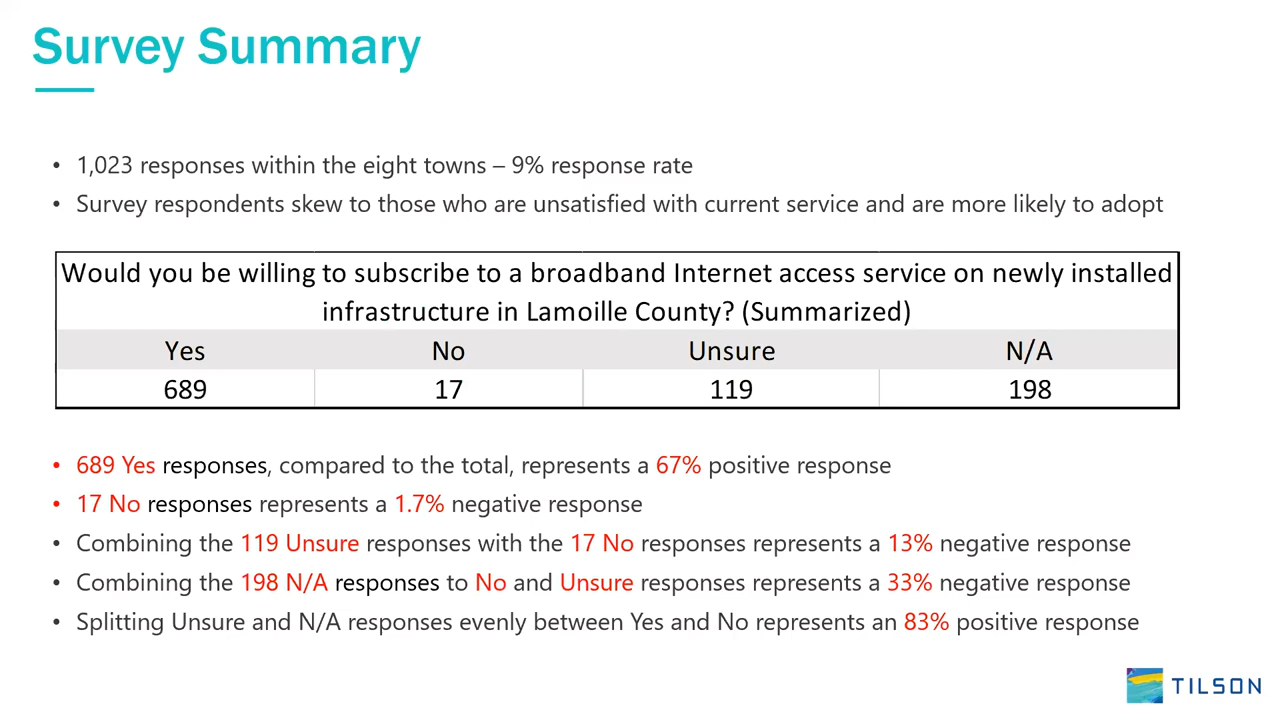 Survey Summary
• 1,023 responses within the eight towns – 9% response rate
• Survey respondents skew to those who are unsatisfied with current service and are more likely to adopt
Would you be willing to subscribe to a broadband Internet access service on newly installed
infrastructure in Lamoille County? (Summarized)
Yes No Unsure N/A
689 17 119 198
• 689 Yes responses, compared to the total, represents a 67% positive response
• 17 No responses represents a 1.7% negative response
• Combining the 119 Unsure responses with the 17 No responses represents a 13% negative response
• Combining the 198 N/A responses to No and Unsure responses represents a 33% negative response
• Splitting Unsure and N/A responses evenly between Yes and No represents an 83% positive response
TILSON